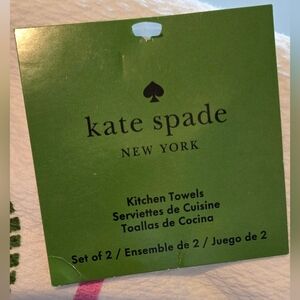 kate spade
NEW YORK
Kitchen Towels
Serviettes de Cuisine
Toallas de Cocina
Set of 2 / Ensemble de 2 / Juego de 2